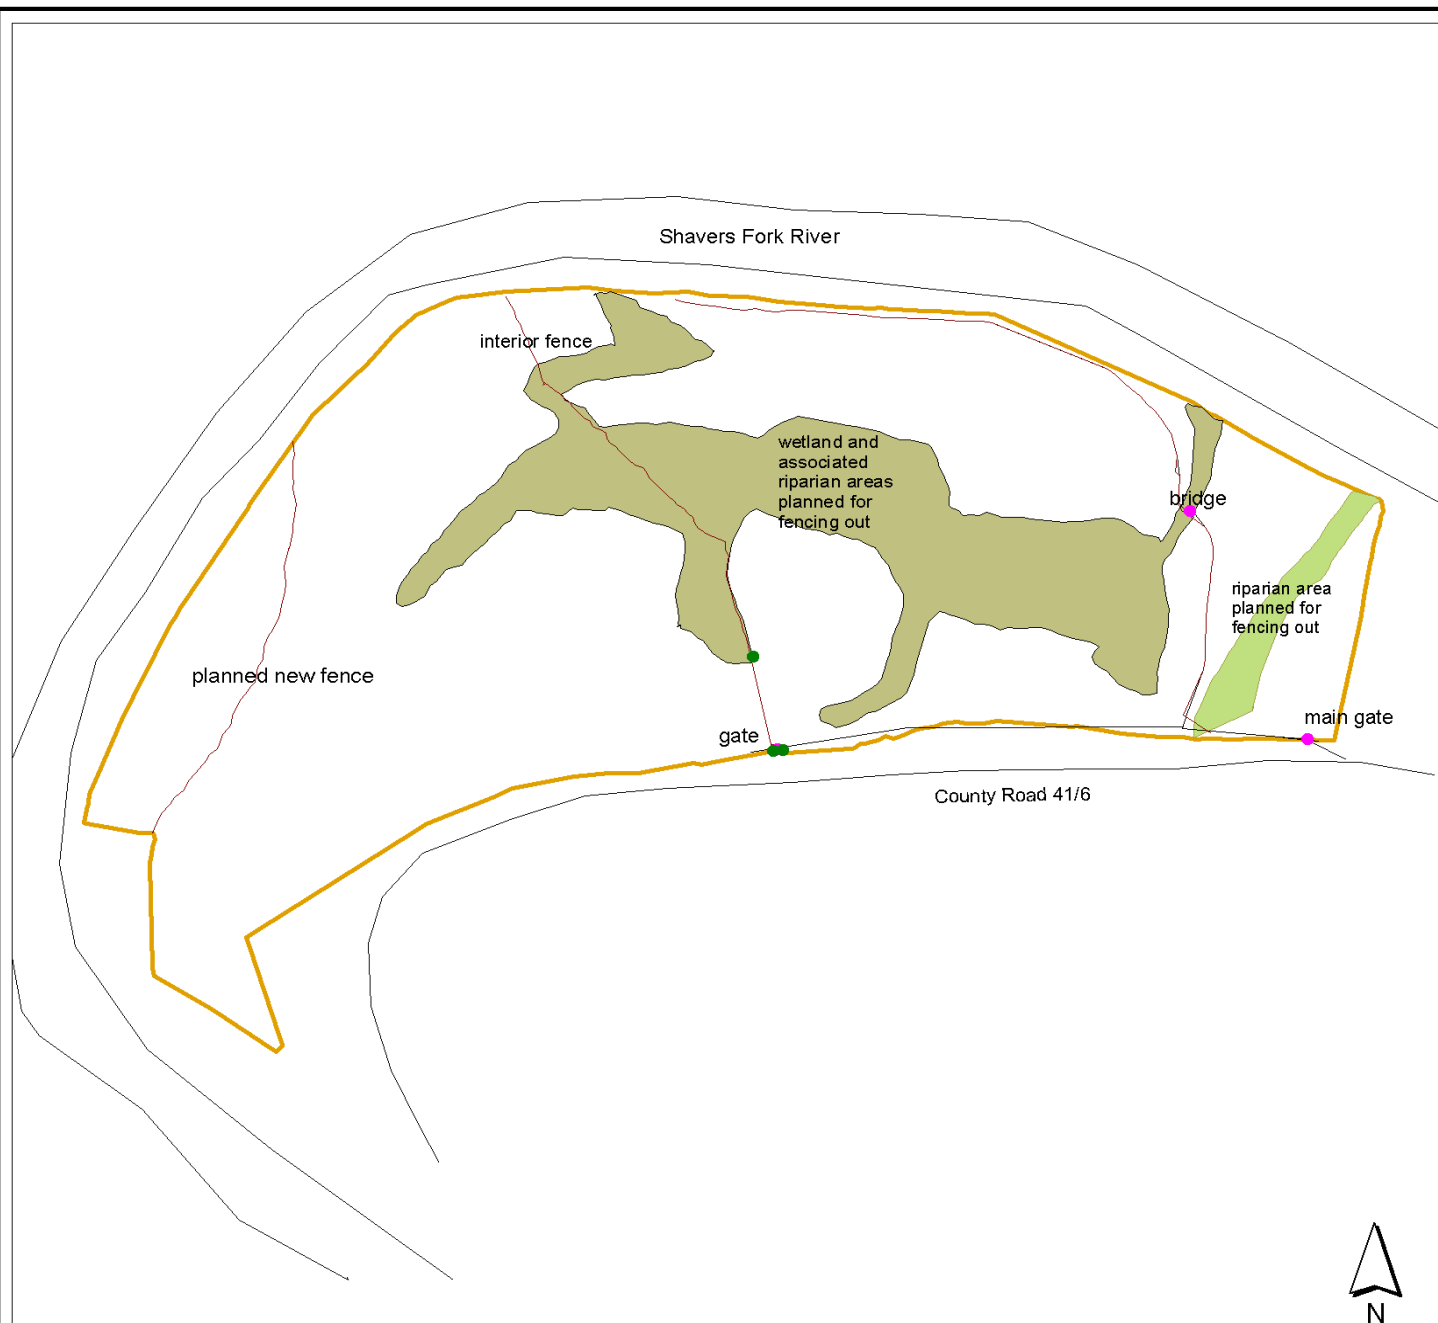 Shavers Fork River
interior fence
wetland and
associated
riparian areas
planned for
fencing out
bridge
riparian area
planned for
fencing out
planned new fence
main gate
gate
County Road 41/6
N